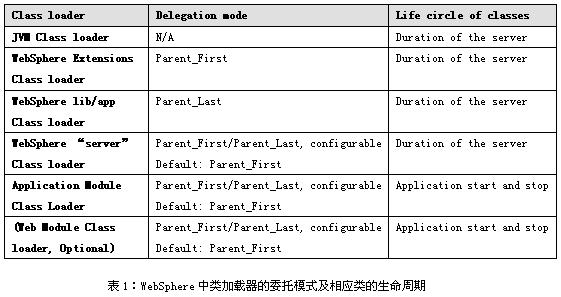 Class loader Delegation mode Life circle of classes
JVM Class loader N/A Duration of the server
WebSphere Extensions Parent_First Duration of the server
Class loader
WebSphere lib/app Parent_Last Duration of the server
Class loader
WebSphere “server” Parent_First/Parent_Last, configurable Duration of the server
Class loader Default: Parent_First
Application Module Parent_First/Parent_Last, configurable Application start and stop
Class Loader Default: Parent_First
(Web Module Class Parent_First/Parent_Last, configurable Application start and stop
loader, Optional) Default: Parent_First
表 1：WebSphere 中类加载器的委托模式及相应类的生命周期